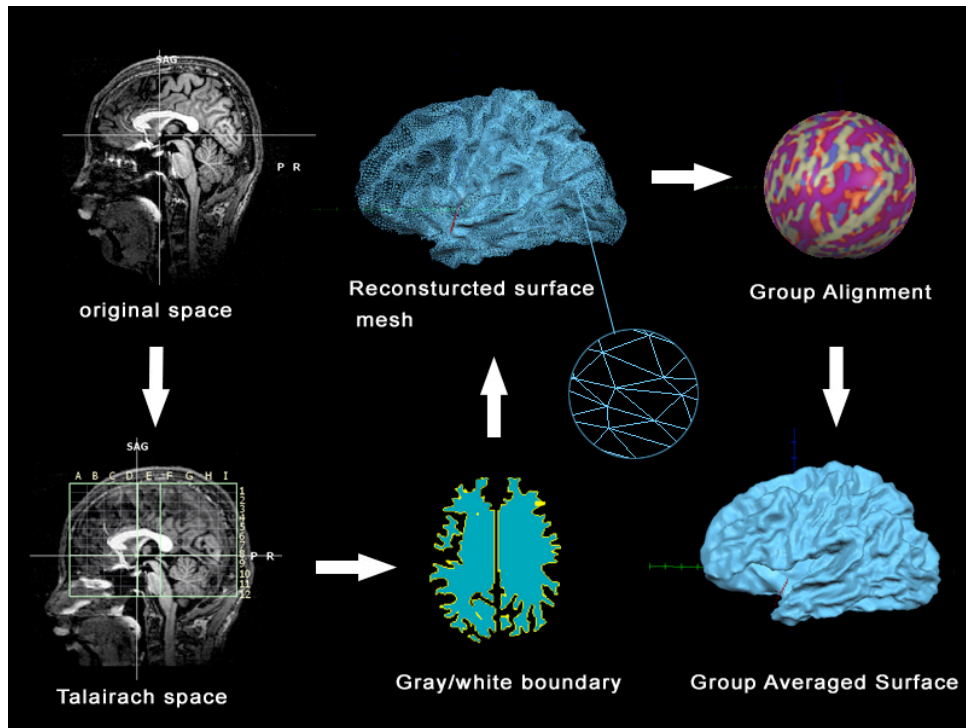 SAG
P R
original space
Reconsturcted surface
mesh
Group Alignment
SAG
A B C D E F G H I
1
2
3
4
5
6
7
8
9
10
11
12
P R
Talairach space
Gray/white boundary
Group Averaged Surface